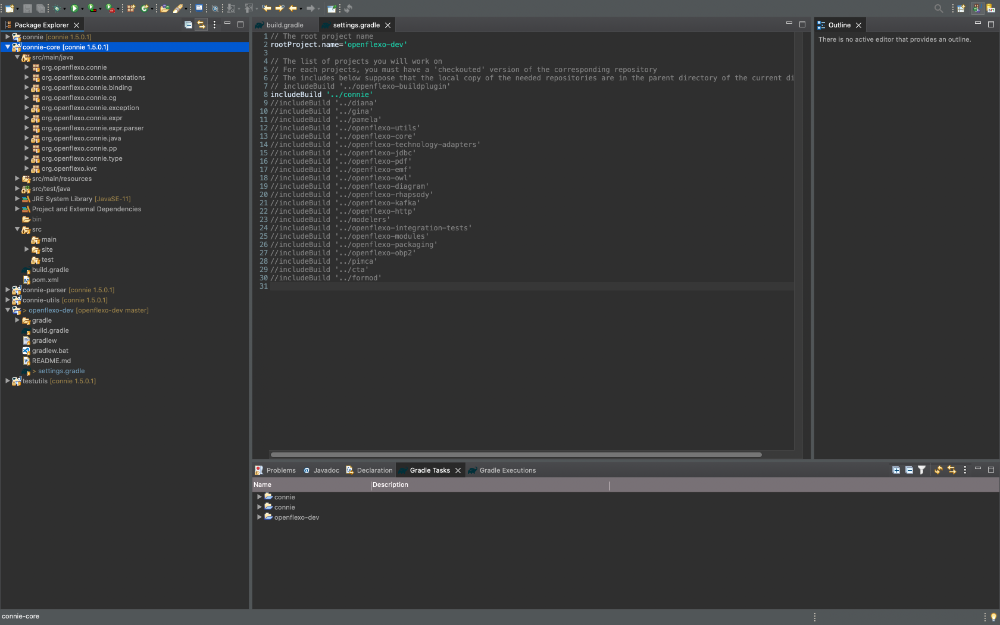 Package Explorer
connie [connie 1.5.0.1]
connie-core [connie 1.5.0.1]
src/main/java
org.openflexo.connie
org.openflexo.connie.annotations
org.openflexo.connie.binding
org.openflexo.connie.cg
org.openflexo.connie.exception
org.openflexo.connie.expr
org.openflexo.connie.expr.parser
org.openflexo.connie.java
org.openflexo.connie.pp
org.openflexo.connie.type
org.openflexo.kvc
src/main/resources
src/test/java
JRE System Library [JavaSE-11]
Project and External Dependencies
bin
src
main
site
test
build.gradle
pom.xml
connie-parser [connie 1.5.0.1]
connie-utils [connie 1.5.0.1]
> openflexo-dev [openflexo-dev master]
gradle
build.gradle
gradlew
gradlew.bat
README.md
> settings.gradle
testutils [connie 1.5.0.1]
build.gradle
settings.gradle
1 // The root project name
2 rootProject.name='openflexo-dev'
3
4 // The list of projects you will work on
5 // For each projects, you must have a 'checkouted' version of the corresponding repository
6 // The includes below suppose that the local copy of the needed repositories are in the parent directory of the current di
7 // includeBuild '../openflexo-buildplugin'
8 includeBuild '../connie'
9 //includeBuild '../diana'
10 //includeBuild '../gina'
11 //includeBuild '../pamela'
12 //includeBuild '../openflexo-utils'
13 //includeBuild '../openflexo-core'
14 //includeBuild '../openflexo-technology-adapters'
15 //includeBuild '../openflexo-jdbc'
16 //includeBuild '../openflexo-pdf'
17 //includeBuild '../openflexo-emf'
18 //includeBuild '../openflexo-owl'
19 //includeBuild '../openflexo-diagram'
20 //includeBuild '../openflexo-rhapsody'
21 //includeBuild '../openflexo-kafka'
22 //includeBuild '../openflexo-http'
23 //includeBuild '../modelers'
24 //includeBuild '../openflexo-integration-tests'
25 //includeBuild '../openflexo-modules'
26 //includeBuild '../openflexo-packaging'
27 //includeBuild '../openflexo-obp2'
28 //includeBuild '../pimca'
29 //includeBuild '../cta'
30 //includeBuild '../formod'
31
Outline
There is no active editor that provides an outline.
Problems
Javadoc
Declaration
Gradle Tasks
Gradle Executions
Name
Description
connie
connie
openflexo-dev
connie-core